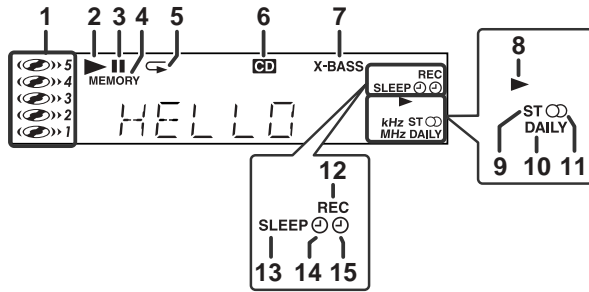 1 2 3 4 5 6 7
5
4
3
2
1
MEMORY
CD
X-BASS
REC
SLEEP
HELLO
kHz ST
MHz DAILY
8
ST
DAILY
9 10 11
12
REC
SLEEP
13 14 15